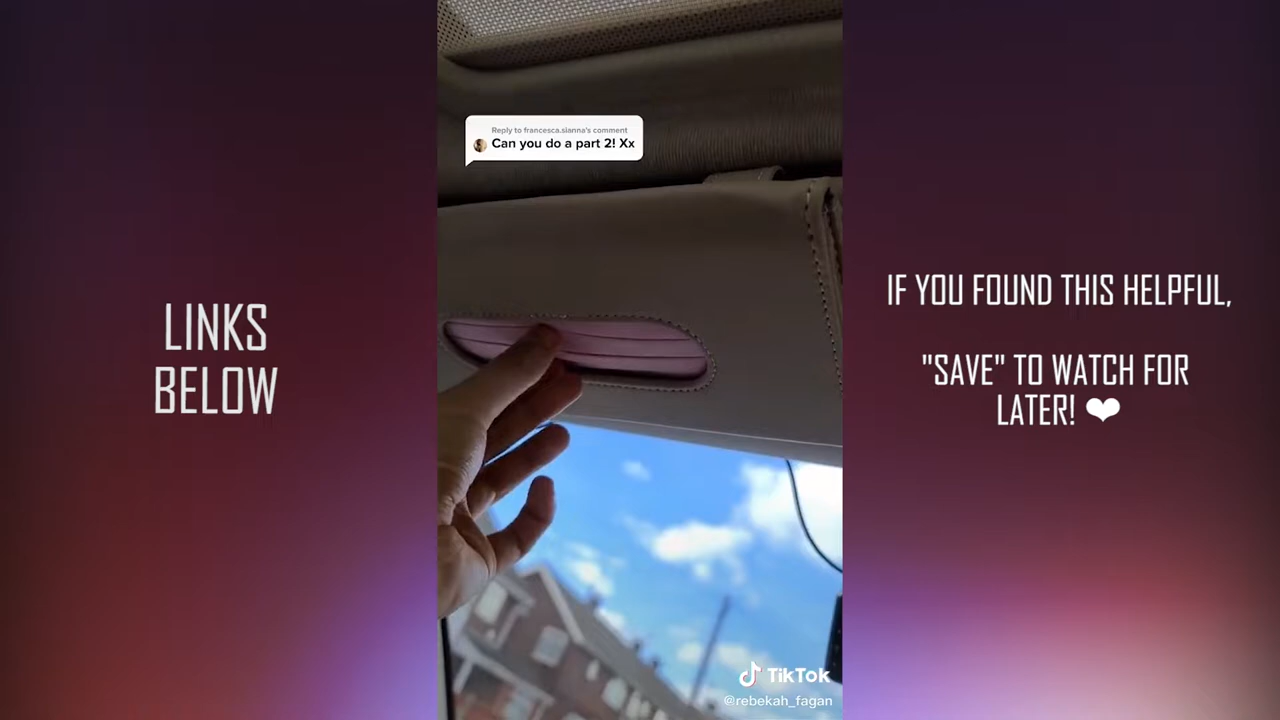 LINKS
BELOW
Reply to francesca.sianna's comment
Can you do a part 2! Xx
IF YOU FOUND THIS HELPFUL,
"SAVE" TO WATCH FOR
LATER! ❤
TikTok
@rebekah_fagan